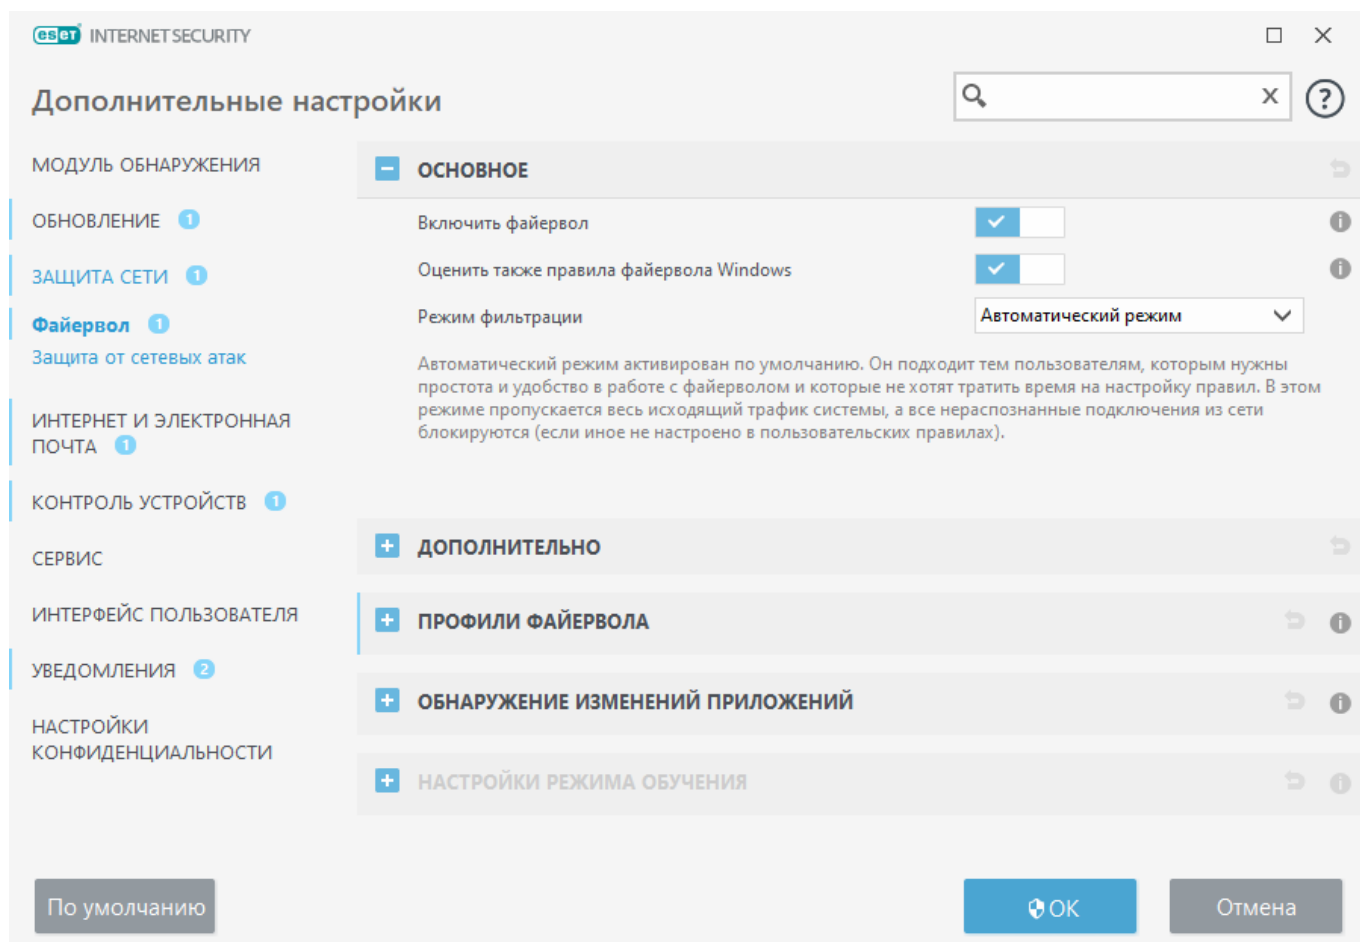 eset INTERNET SECURITY
Дополнительные настройки
x
?
МОДУЛЬ ОБНАРУЖЕНИЯ
ОБНОВЛЕНИЕ 1
ЗАЩИТА СЕТИ 1
Файервол 1
Защита от сетевых атак
ИНТЕРНЕТ И ЭЛЕКТРОННАЯ
ПОЧТА 1
КОНТРОЛЬ УСТРОЙСТВ 1
СЕРВИС
ИНТЕРФЕЙС ПОЛЬЗОВАТЕЛЯ
УВЕДОМЛЕНИЯ 2
НАСТРОЙКИ
КОНФИДЕНЦИАЛЬНОСТИ
ОСНОВНОЕ
Включить файервол
Оценить также правила файервола Windows
Режим фильтрации
Автоматический режим
Автоматический режим активирован по умолчанию. Он подходит тем пользователям, которым нужны
простота и удобство в работе с файерволом и которые не хотят тратить время на настройку правил. В этом
режиме пропускается весь исходящий трафик системы, а все нераспознанные подключения из сети
блокируются (если иное не настроено в пользовательских правилах).
ДОПОЛНИТЕЛЬНО
ПРОФИЛИ ФАЙЕРВОЛА
ОБНАРУЖЕНИЕ ИЗМЕНЕНИЙ ПРИЛОЖЕНИЙ
НАСТРОЙКИ РЕЖИМА ОБУЧЕНИЯ
По умолчанию
OK
Отмена